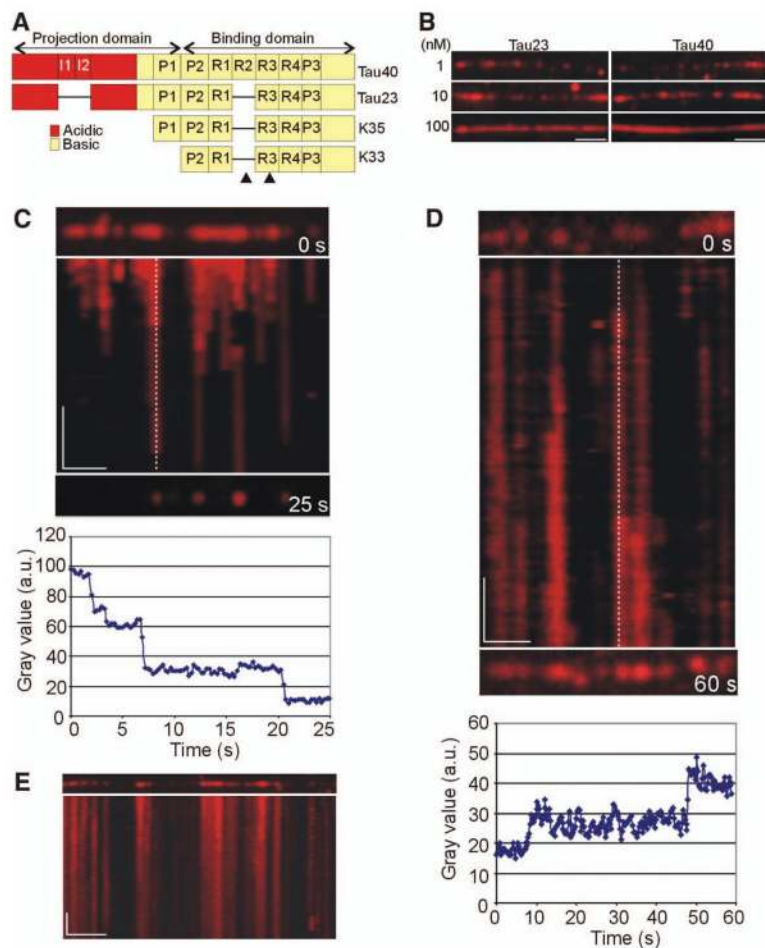 A
Projection domain Binding domain
I1 I2 P1 P2 R1 R2 R3 R4 P3 Tau40
P1 P2 R1 R3 R4 P3 Tau23
Acidic
Basic
P1 P2 R1 R3 R4 P3 K35
P2 R1 R3 R4 P3 K33
B
(nM) Tau23 Tau40
1
10
100
C
0 s
25 s
120
100
80
60
40
20
0
Gray value (a.u.)
0 5 10 15 20 25
Time (s)
D
0 s
60 s
60
50
40
30
20
10
0
Gray value (a.u.)
0 10 20 30 40 50 60
Time (s)
E